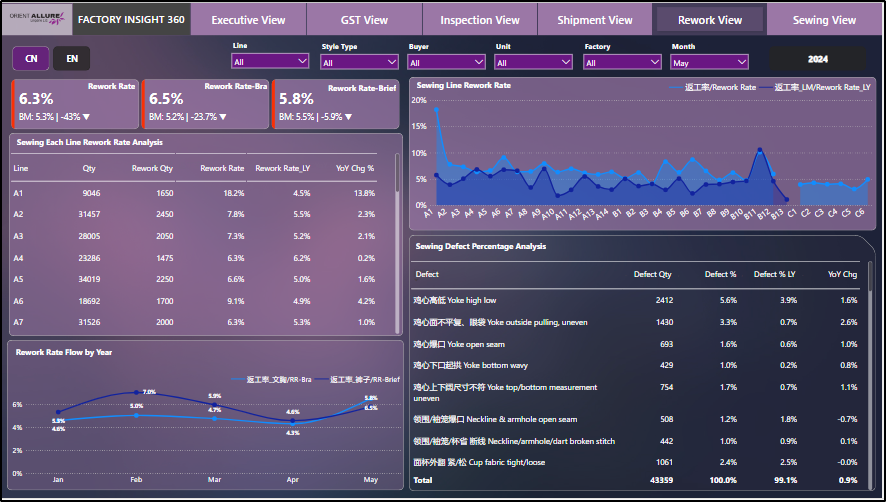 ORIENT ALLURE
FACTORY INSIGHT 360
Executive View
GST View
Inspection View
Shipment View
Rework View
Sewing View
CN
EN
Line
All
Style Type
All
Buyer
All
Unit
All
Factory
All
Month
May
2024
Rework Rate
6.3%
BM: 5.3% | -43% ▼
Rework Rate-Bra
6.5%
BM: 5.2% | -23.7% ▼
Rework Rate-Brief
5.8%
BM: 5.5% | -5.9% ▼
Sewing Each Line Rework Rate Analysis
Line Qty Rework Qty Rework Rate Rework Rate_LY YoY Chg %
A1 9046 1650 18.2% 4.5% 13.8%
A2 31457 2450 7.8% 5.5% 2.3%
A3 28005 2050 7.3% 5.2% 2.1%
A4 23286 1475 6.3% 6.2% 0.2%
A5 34019 2250 6.6% 5.0% 1.6%
A6 18692 1700 9.1% 4.9% 4.2%
A7 31526 2000 6.3% 5.3% 1.0%
Rework Rate Flow by Year
返工率_文胸/RR-Bra 返工率_裤子/RR-Brief
6%
4%
2%
0%
5.3%
4.6%
7.0%
5.0%
5.9%
4.7%
4.6%
4.3%
5.8%
6.5%
Jan Feb Mar Apr May
Sewing Line Rework Rate
返工率/Rework Rate 返工率_LM/Rework Rate_LY
20%
15%
10%
5%
0%
A1 A2 A3 A4 A5 A6 A7 A8 A9 A10 A11 A12 A13 A14 B1 B2 B3 B4 B5 B6 B7 B8 B9 B10 B11 B12 B13 C1 C2 C3 C4 C5 C6
Sewing Defect Percentage Analysis
Defect Defect Qty Defect % Defect % LY YoY Chg
鸡心高低 Yoke high low 2412 5.6% 3.9% 1.6%
鸡心面不平复、眼袋 Yoke outside pulling, uneven 1430 3.3% 0.7% 2.6%
鸡心爆口 Yoke open seam 693 1.6% 0.6% 1.0%
鸡心下口起拱 Yoke bottom wavy 429 1.0% 0.2% 0.8%
鸡心上下阔尺寸不符 Yoke top/bottom measurement
uneven 754 1.7% 0.7% 1.1%
领围/袖笼爆口 Neckline & armhole open seam 508 1.2% 1.8% -0.7%
领围/袖笼/杯省 断线 Neckline/armhole/dart broken stitch 442 1.0% 0.9% 0.1%
面杯外翻 紧/松 Cup fabric tight/loose 1061 2.4% 2.5% -0.0%
Total 43359 100.0% 99.1% 0.9%